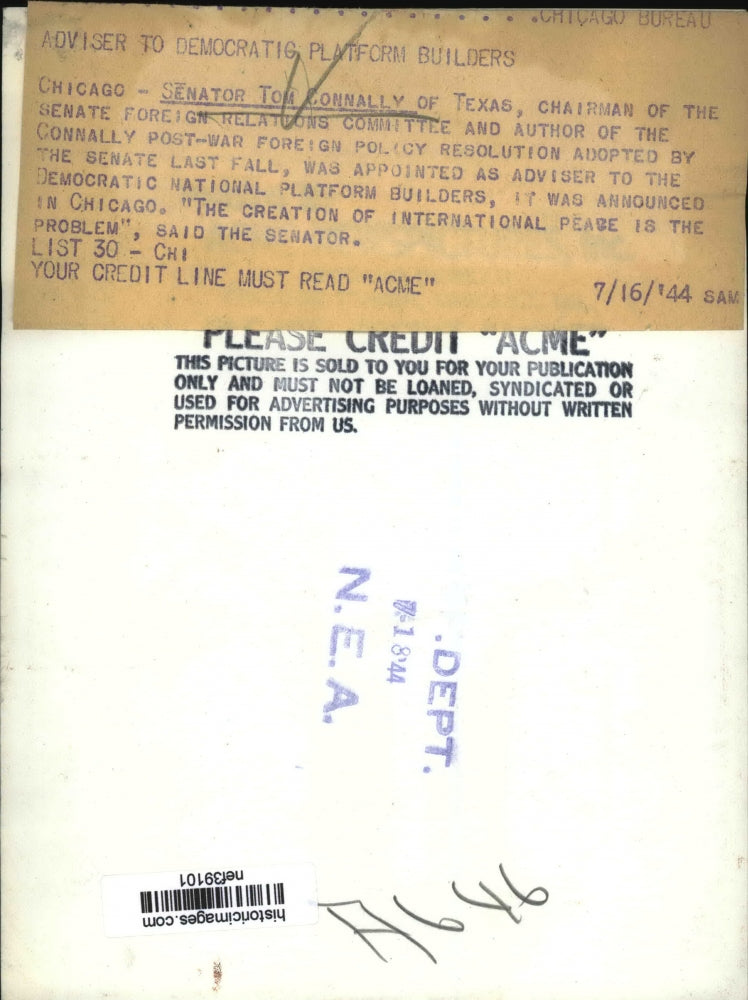 .CHICAGO BUREAU
ADVISER TO DEMOCRATIC PLATFORM BUILDERS
CHICAGO - SENATOR TOM CONNALLY OF TEXAS, CHAIRMAN OF THE
SENATE FOREIGN RELATIONS COMMITTEE AND AUTHOR OF THE
CONNALLY POST-WAR FOREIGN POLICY RESOLUTION ADOPTED BY
THE SENATE LAST FALL, WAS APPOINTED AS ADVISER TO THE
DEMOCRATIC NATIONAL PLATFORM BUILDERS, IT WAS ANNOUNCED
IN CHICAGO. "THE CREATION OF INTERNATIONAL PEACE IS THE
PROBLEM", SAID THE SENATOR.
LIST 30 - CHI
YOUR CREDIT LINE MUST READ "ACME"
7/16/'44 SAM
PLEASE CREDIT "ACME"
THIS PICTURE IS SOLD TO YOU FOR YOUR PUBLICATION
ONLY AND MUST NOT BE LOANED, SYNDICATED OR
USED FOR ADVERTISING PURPOSES WITHOUT WRITTEN
PERMISSION FROM US.
. DEPT.
7-18'44
N.E.A.
historicimages.com
nef39101